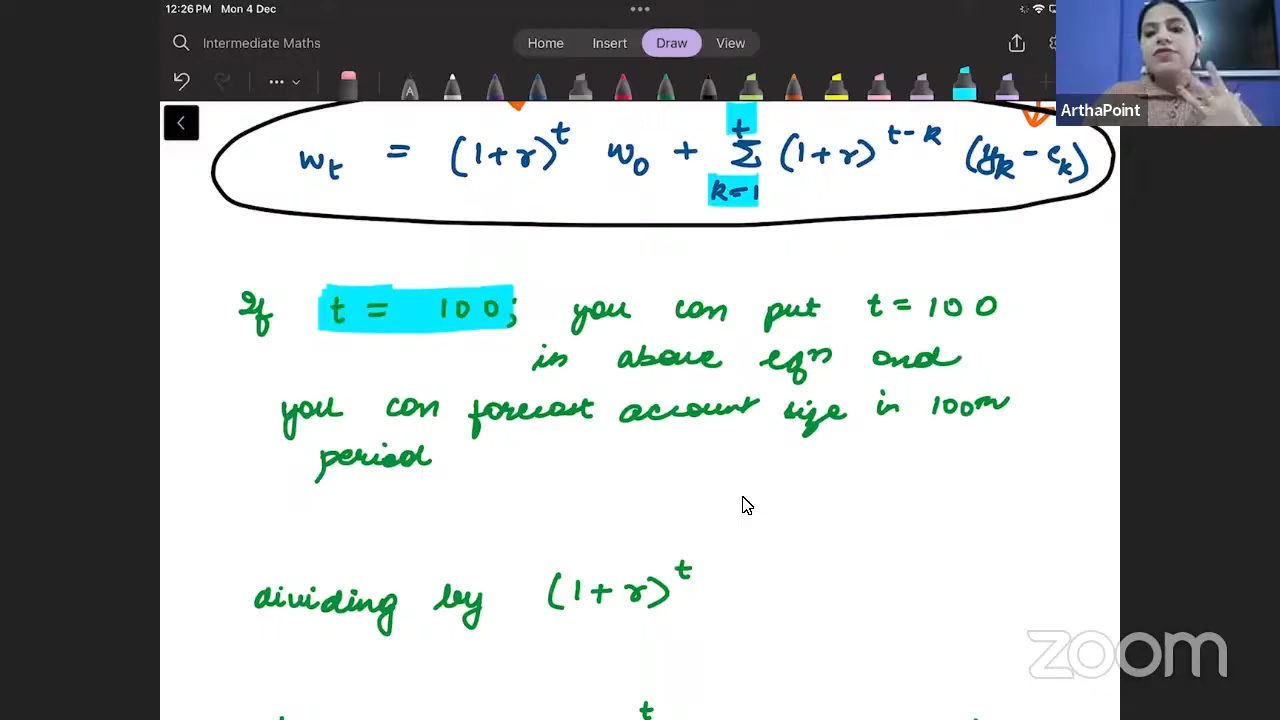 12:26 PM Mon 4 Dec
Intermediate Maths
Home Insert Draw View
ArthaPoint
w_t = (1+r)^t w_0 + Σ_{k=1}^{t} (1+r)^{t-k} (y_k - c_k)
If t = 100; you can put t = 100
in above eqn and
you can forecast account size in 100th
period
dividing by (1+r)^t
zoom
t